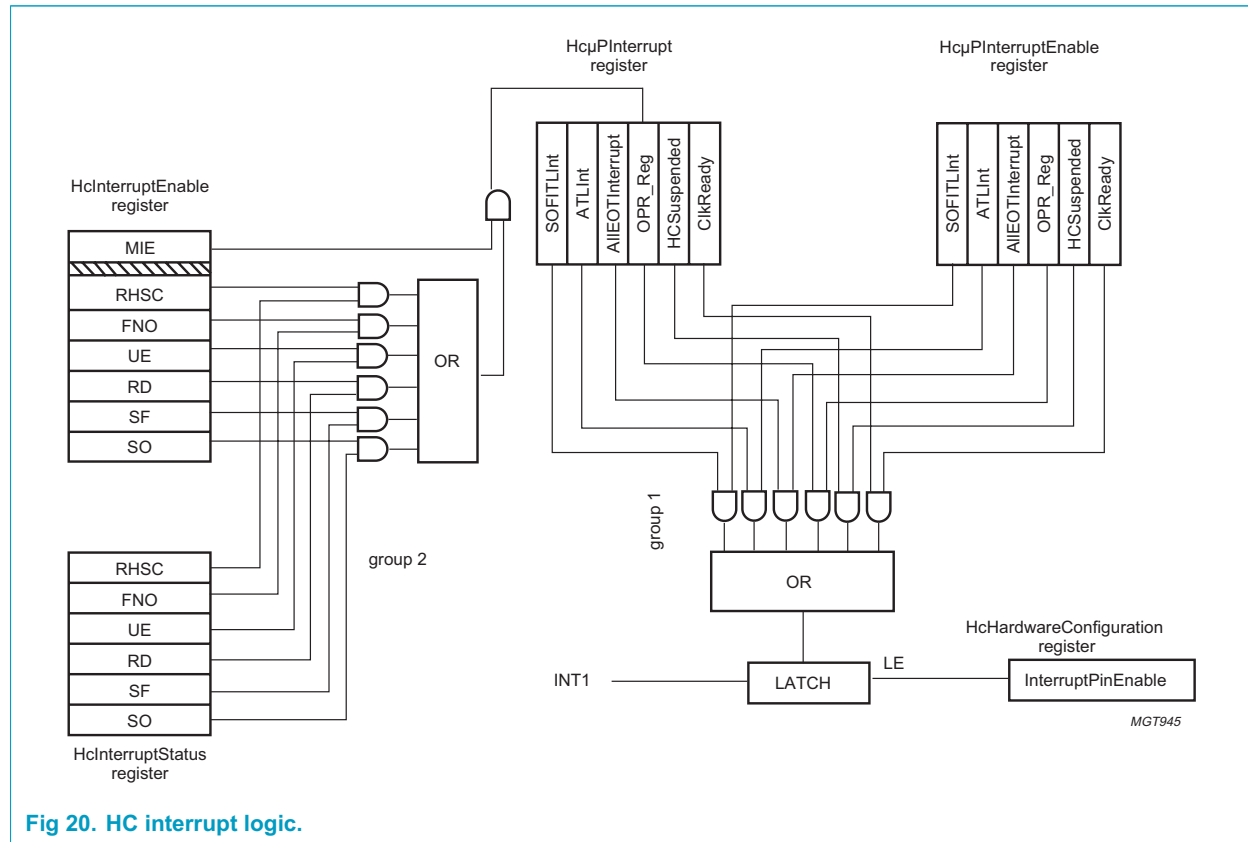 HcµPInterrupt
register
HcµPInterruptEnable
register
SOFITLInt
ATLInt
AllEOTInterrupt
OPR_Reg
HCSuspended
ClkReady
SOFITLInt
ATLInt
AllEOTInterrupt
OPR_Reg
HCSuspended
ClkReady
HcInterruptEnable
register
MIE
RHSC
FNO
UE
RD
SF
SO
OR
group 2
group 1
RHSC
FNO
UE
RD
SF
SO
HcInterruptStatus
register
OR
HcHardwareConfiguration
register
INT1
LATCH
LE
InterruptPinEnable
MGT945
Fig 20. HC interrupt logic.